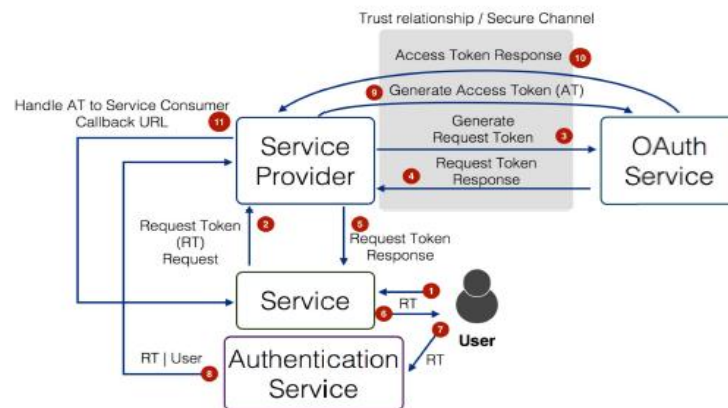 Trust relationship / Secure Channel
Access Token Response 10
9 Generate Access Token (AT)
Handle AT to Service Consumer
Callback URL 11
Generate
Request Token 3
Service
Provider
OAuth
Service
4 Request Token
Response
Request Token 2
(RT)
Request
5
Request Token
Response
Service
1
6 RT
7
User
RT
RT | User 8
Authentication
Service